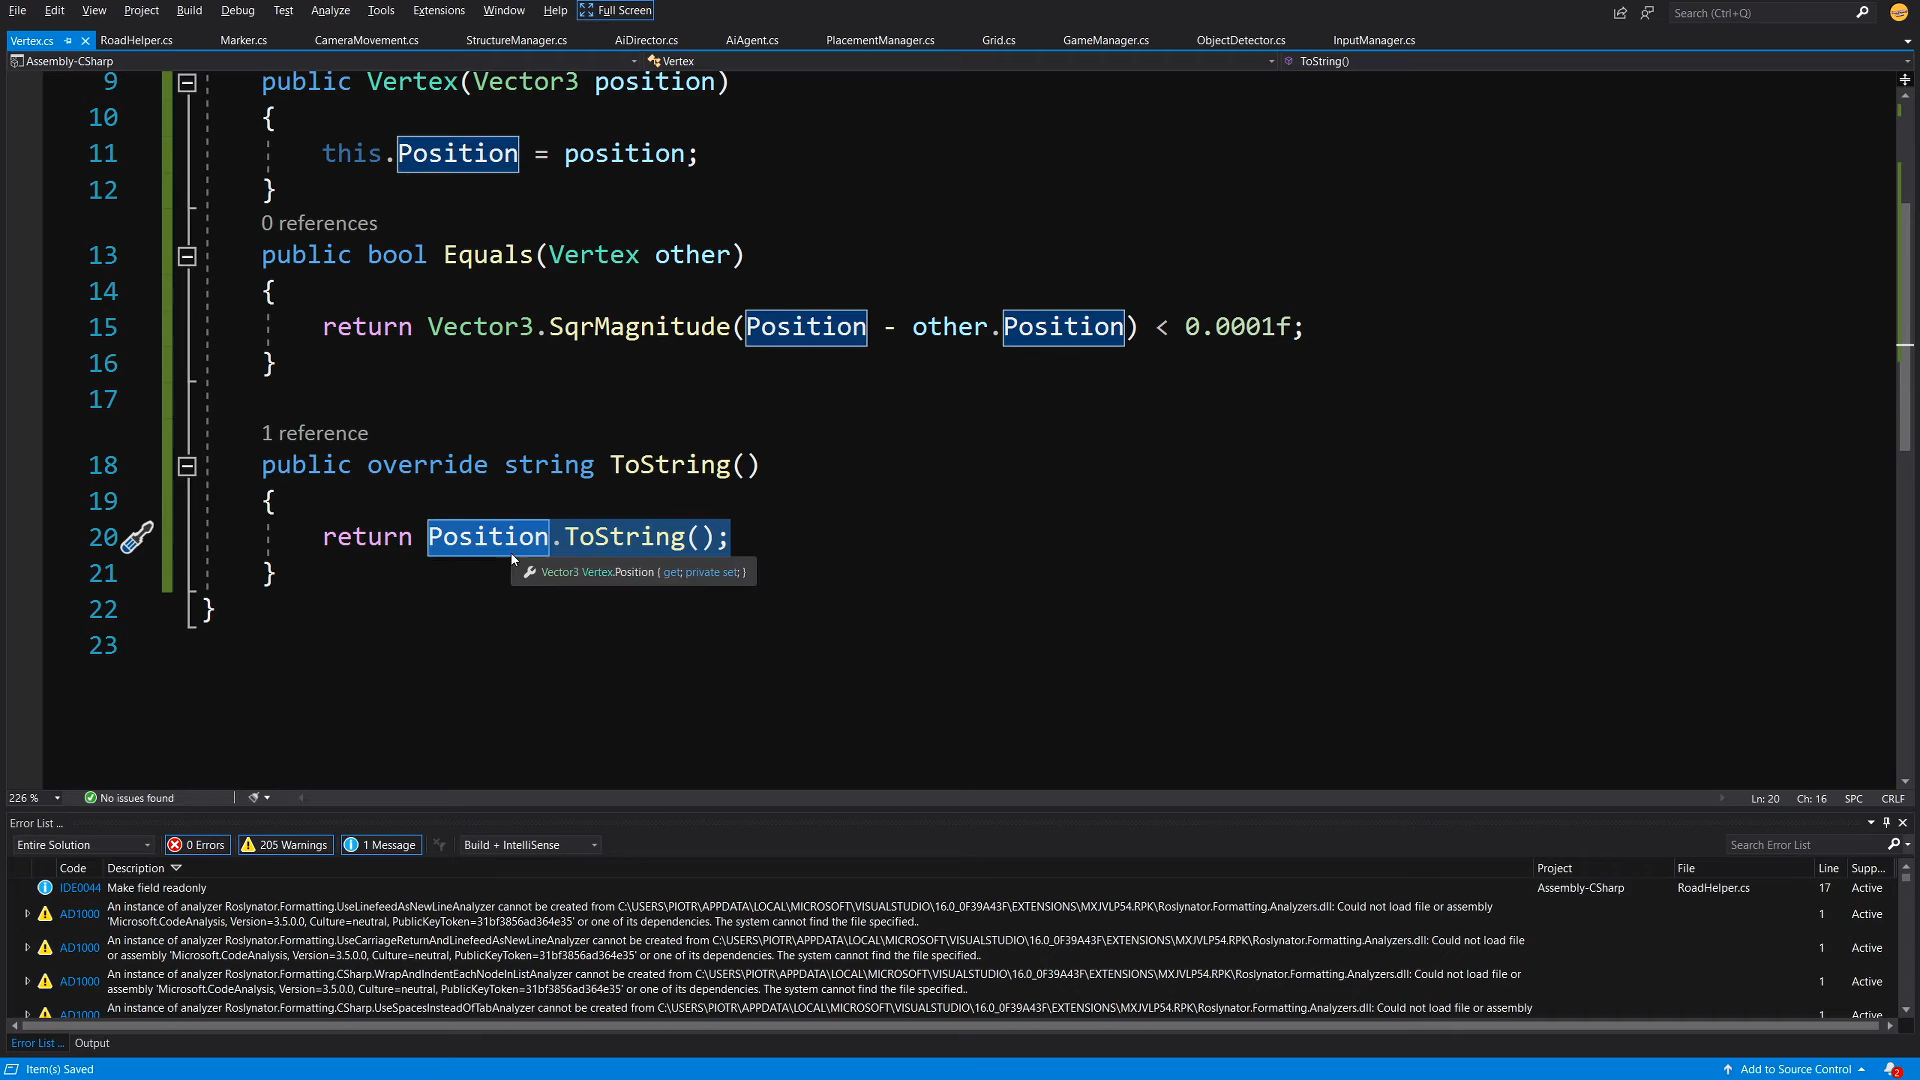 File Edit View Project Build Debug Test Analyze Tools Extensions Window Help Full Screen Search (Ctrl+Q)
Vertex.cs RoadHelper.cs Marker.cs CameraMovement.cs StructureManager.cs AiDirector.cs AiAgent.cs PlacementManager.cs Grid.cs GameManager.cs ObjectDetector.cs InputManager.cs
Assembly-CSharp Vertex ToString()
9 public Vertex(Vector3 position)
10 {
11 this.Position = position;
12 }
0 references
13 public bool Equals(Vertex other)
14 {
15 return Vector3.SqrMagnitude(Position - other.Position) < 0.0001f;
16 }
17
1 reference
18 public override string ToString()
19 {
20 return Position.ToString();
Vector3 Vertex.Position { get; private set; }
21 }
22 }
23
226 % No issues found Ln: 20 Ch: 16 SPC CRLF
Error List ...
Entire Solution 0 Errors 205 Warnings 1 Message Build + IntelliSense Search Error List
Code Description Project File Line Supp...
IDE0044 Make field readonly Assembly-CSharp RoadHelper.cs 17 Active
AD1000 An instance of analyzer Roslynator.Formatting.UseLinefeedAsNewLineAnalyzer cannot be created from C:\USERS\PIOTR\APPDATA\LOCAL\MICROSOFT\VISUALSTUDIO\16.0_0F39A43F\EXTENSIONS\MXJVLP54.RPK\Roslynator.Formatting.Analyzers.dll: Could not load file or assembly 1 Active
'Microsoft.CodeAnalysis, Version=3.5.0.0, Culture=neutral, PublicKeyToken=31bf3856ad364e35' or one of its dependencies. The system cannot find the file specified..
AD1000 An instance of analyzer Roslynator.Formatting.UseCarriageReturnAndLinefeedAsNewLineAnalyzer cannot be created from C:\USERS\PIOTR\APPDATA\LOCAL\MICROSOFT\VISUALSTUDIO\16.0_0F39A43F\EXTENSIONS\MXJVLP54.RPK\Roslynator.Formatting.Analyzers.dll: Could not load file 1 Active
or assembly 'Microsoft.CodeAnalysis, Version=3.5.0.0, Culture=neutral, PublicKeyToken=31bf3856ad364e35' or one of its dependencies. The system cannot find the file specified..
AD1000 An instance of analyzer Roslynator.Formatting.CSharp.WrapAndIndentEachNodeInListAnalyzer cannot be created from C:\USERS\PIOTR\APPDATA\LOCAL\MICROSOFT\VISUALSTUDIO\16.0_0F39A43F\EXTENSIONS\MXJVLP54.RPK\Roslynator.Formatting.Analyzers.dll: Could not load file or 1 Active
assembly 'Microsoft.CodeAnalysis, Version=3.5.0.0, Culture=neutral, PublicKeyToken=31bf3856ad364e35' or one of its dependencies. The system cannot find the file specified..
AD1000 An instance of analyzer Roslynator.Formatting.CSharp.UseSpacesInsteadOfTabAnalyzer cannot be created from C:\USERS\PIOTR\APPDATA\LOCAL\MICROSOFT\VISUALSTUDIO\16.0_0F39A43F\EXTENSIONS\MXJVLP54.RPK\Roslynator.Formatting.Analyzers.dll: Could not load file or assembly 1 Active
Error List ... Output
Item(s) Saved Add to Source Control 2